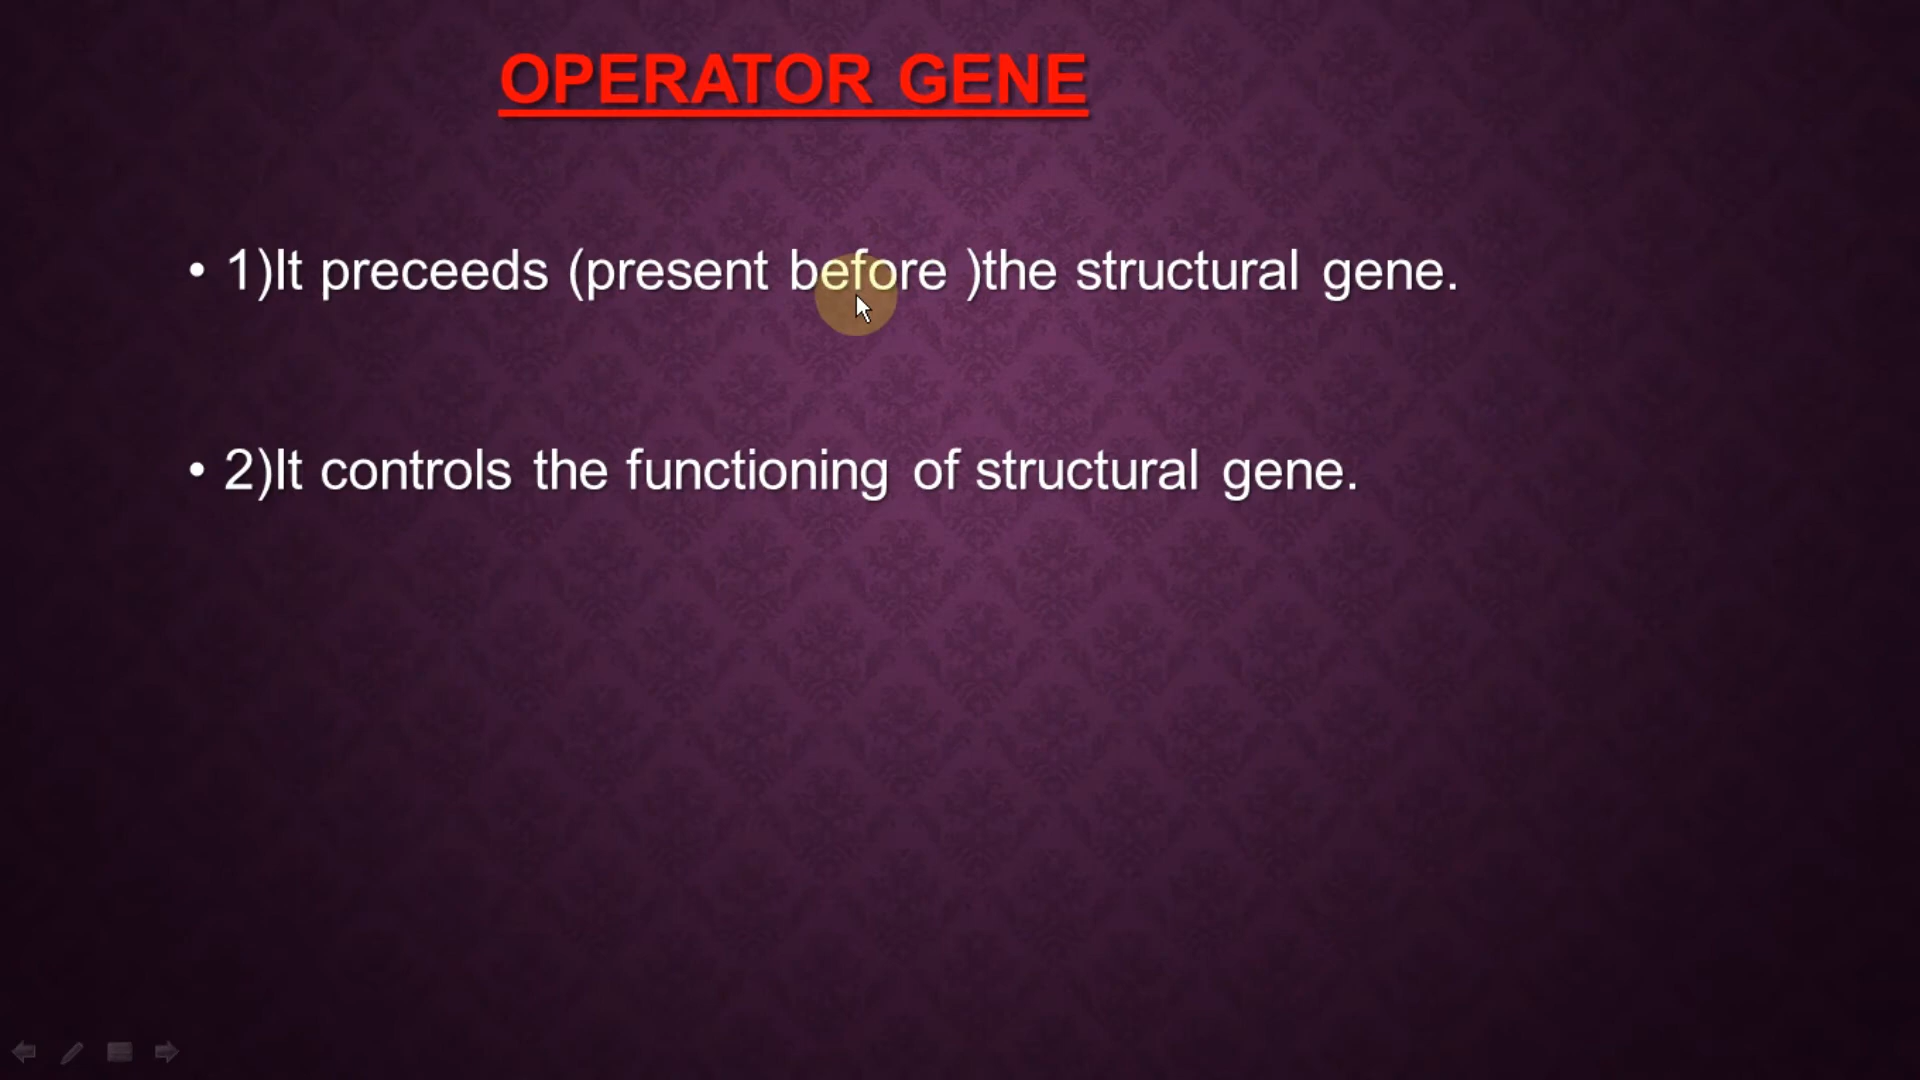 OPERATOR GENE
• 1)It preceeds (present before )the structural gene.
• 2)It controls the functioning of structural gene.